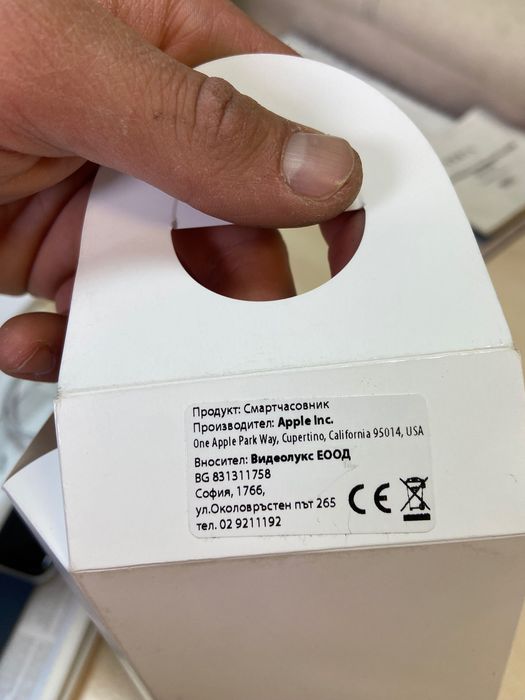 Продукт: Смартчасовник
Производител: Apple Inc.
One Apple Park Way, Cupertino, California 95014, USA
Вносител: Видеолукс ЕООД
BG 831311758
София, 1766,
ул.Околовръстен път 265
тел. 02 9211192
CE